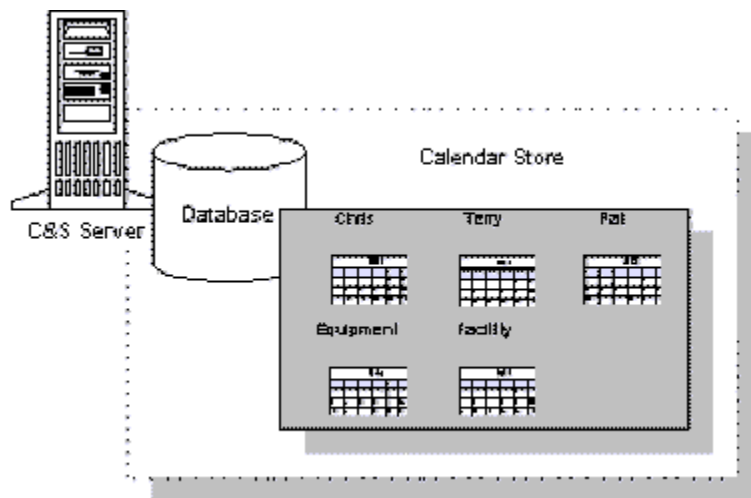 Calendar Store
Database
C&S Server
Chris
Terry
Pat
Equipment
Facility